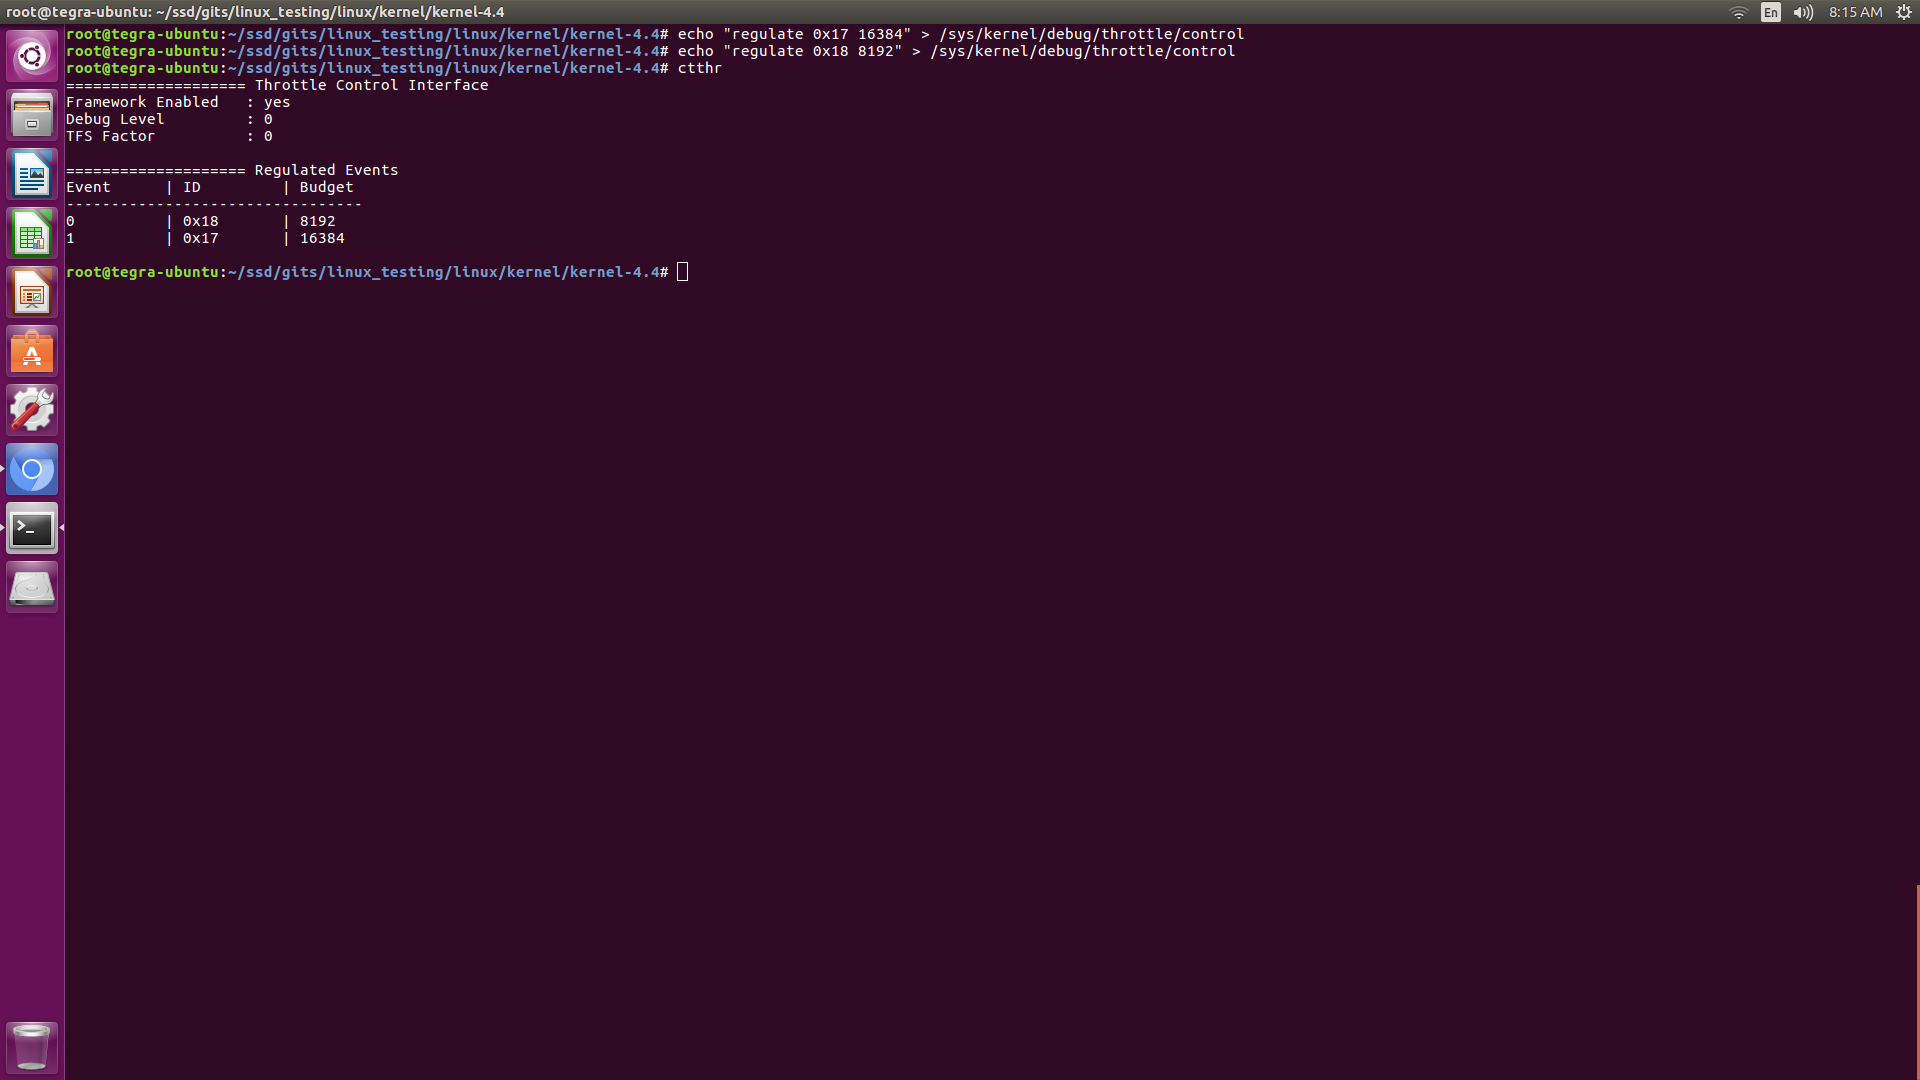 root@tegra-ubuntu: ~/ssd/gits/linux_testing/linux/kernel/kernel-4.4
En
8:15 AM
root@tegra-ubuntu:~/ssd/gits/linux_testing/linux/kernel/kernel-4.4# echo "regulate 0x17 16384" > /sys/kernel/debug/throttle/control
root@tegra-ubuntu:~/ssd/gits/linux_testing/linux/kernel/kernel-4.4# echo "regulate 0x18 8192" > /sys/kernel/debug/throttle/control
root@tegra-ubuntu:~/ssd/gits/linux_testing/linux/kernel/kernel-4.4# ctthr
==================== Throttle Control Interface
Framework Enabled   : yes
Debug Level         : 0
TFS Factor          : 0
==================== Regulated Events
Event      | ID         | Budget
---------------------------------
0          | 0x18       | 8192
1          | 0x17       | 16384
root@tegra-ubuntu:~/ssd/gits/linux_testing/linux/kernel/kernel-4.4#